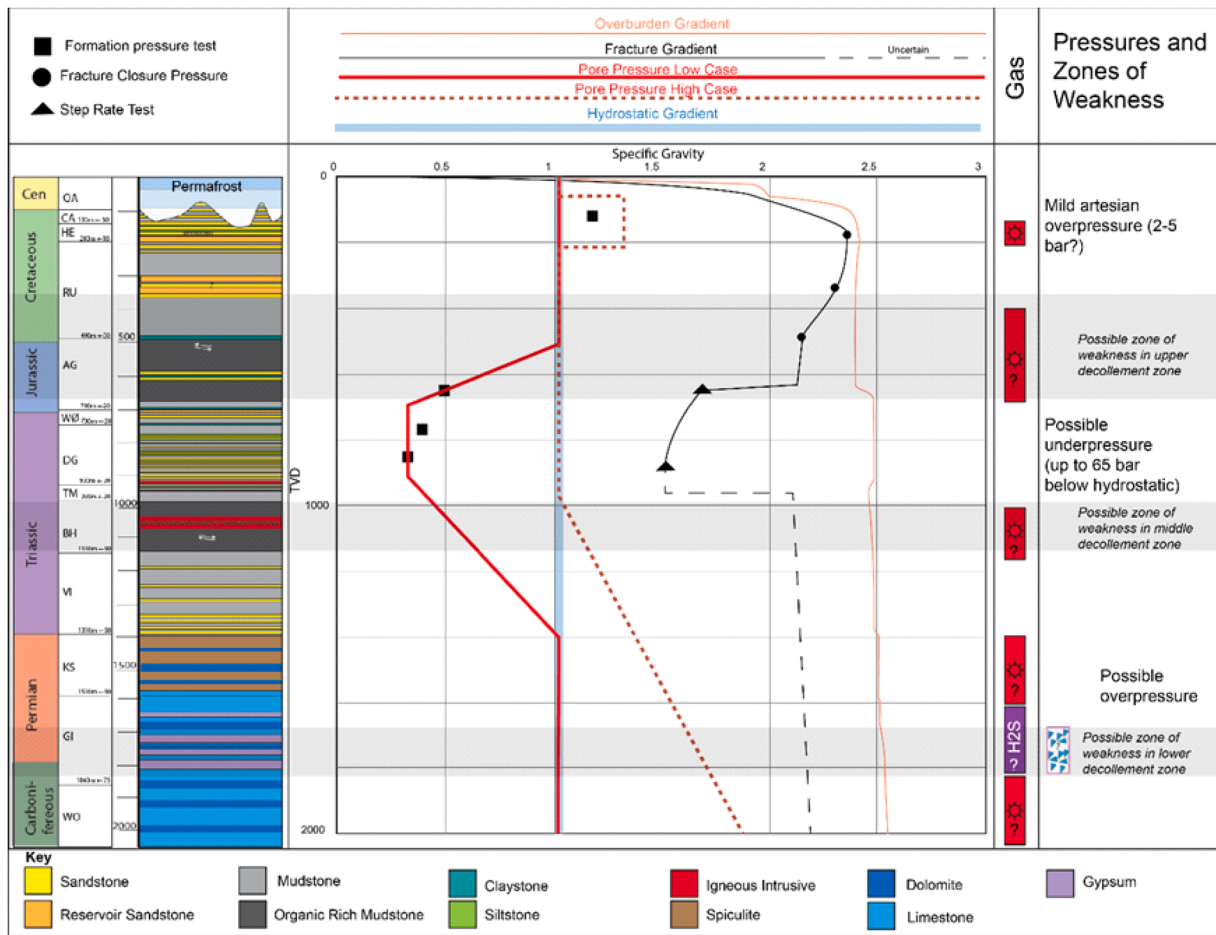 Formation pressure test
Fracture Closure Pressure
Step Rate Test
Overburden Gradient
Fracture Gradient
Uncertain
Pore Pressure Low Case
Pore Pressure High Case
Hydrostatic Gradient
Gas
Pressures and
Zones of
Weakness
Specific Gravity
0 0.5 1 1.5 2 2.5 3
0
1000
2000
TVD
Permafrost
Cen
Cretaceous
Jurassic
Triassic
Permian
Carboni-
fereous
QA
CA
HE
RU
AG
WØ
DG
TM
BH
VI
KS
GI
WO
500
1000
1500
2000
?
?
?
? H2S
?
Mild artesian
overpressure (2-5
bar?)
Possible zone of
weakness in upper
decollement zone
Possible
underpressure
(up to 65 bar
below hydrostatic)
Possible zone of
weakness in middle
decollement zone
Possible
overpressure
Possible zone of
weakness in lower
decollement zone
Key
Sandstone
Mudstone
Claystone
Igneous Intrusive
Dolomite
Gypsum
Reservoir Sandstone
Organic Rich Mudstone
Siltstone
Spiculite
Limestone